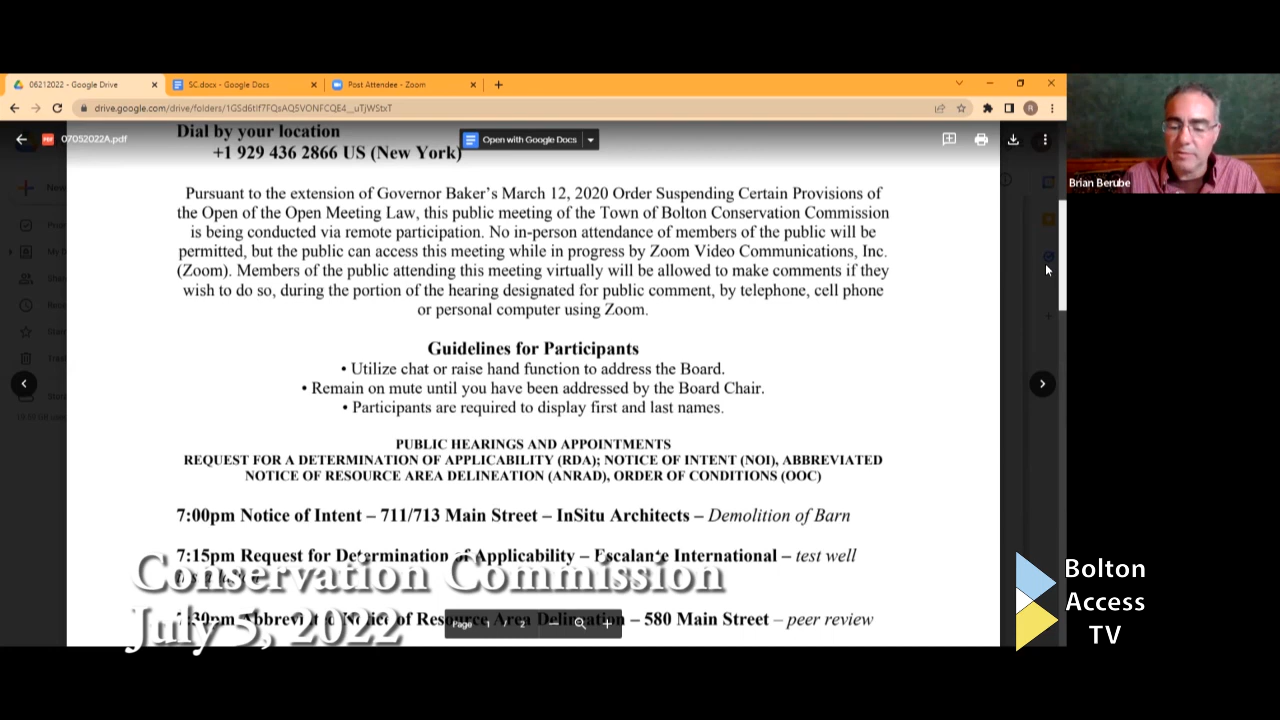 06212022 - Google Drive
SC.docx - Google Docs
Post Attendee - Zoom
07052022A.pdf
Open with Google Docs
Dial by your location
+1 929 436 2866 US (New York)
Brian Berube
Pursuant to the extension of Governor Baker's March 12, 2020 Order Suspending Certain Provisions of
the Open of the Open Meeting Law, this public meeting of the Town of Bolton Conservation Commission
is being conducted via remote participation. No in-person attendance of members of the public will be
permitted, but the public can access this meeting while in progress by Zoom Video Communications, Inc.
(Zoom). Members of the public attending this meeting virtually will be allowed to make comments if they
wish to do so, during the portion of the hearing designated for public comment, by telephone, cell phone
or personal computer using Zoom.
Guidelines for Participants
• Utilize chat or raise hand function to address the Board.
• Remain on mute until you have been addressed by the Board Chair.
• Participants are required to display first and last names.
PUBLIC HEARINGS AND APPOINTMENTS
REQUEST FOR A DETERMINATION OF APPLICABILITY (RDA); NOTICE OF INTENT (NOI), ABBREVIATED
NOTICE OF RESOURCE AREA DELINEATION (ANRAD), ORDER OF CONDITIONS (OOC)
7:00pm Notice of Intent – 711/713 Main Street – InSitu Architects – Demolition of Barn
7:15pm Request for Determination of Applicability – Escalante International – test well
Conservation Commission
Abbreviated Notice of Resource Area Delineation – 580 Main Street – peer review
July 5, 2022
Page 1 / 2
Bolton
Access
TV